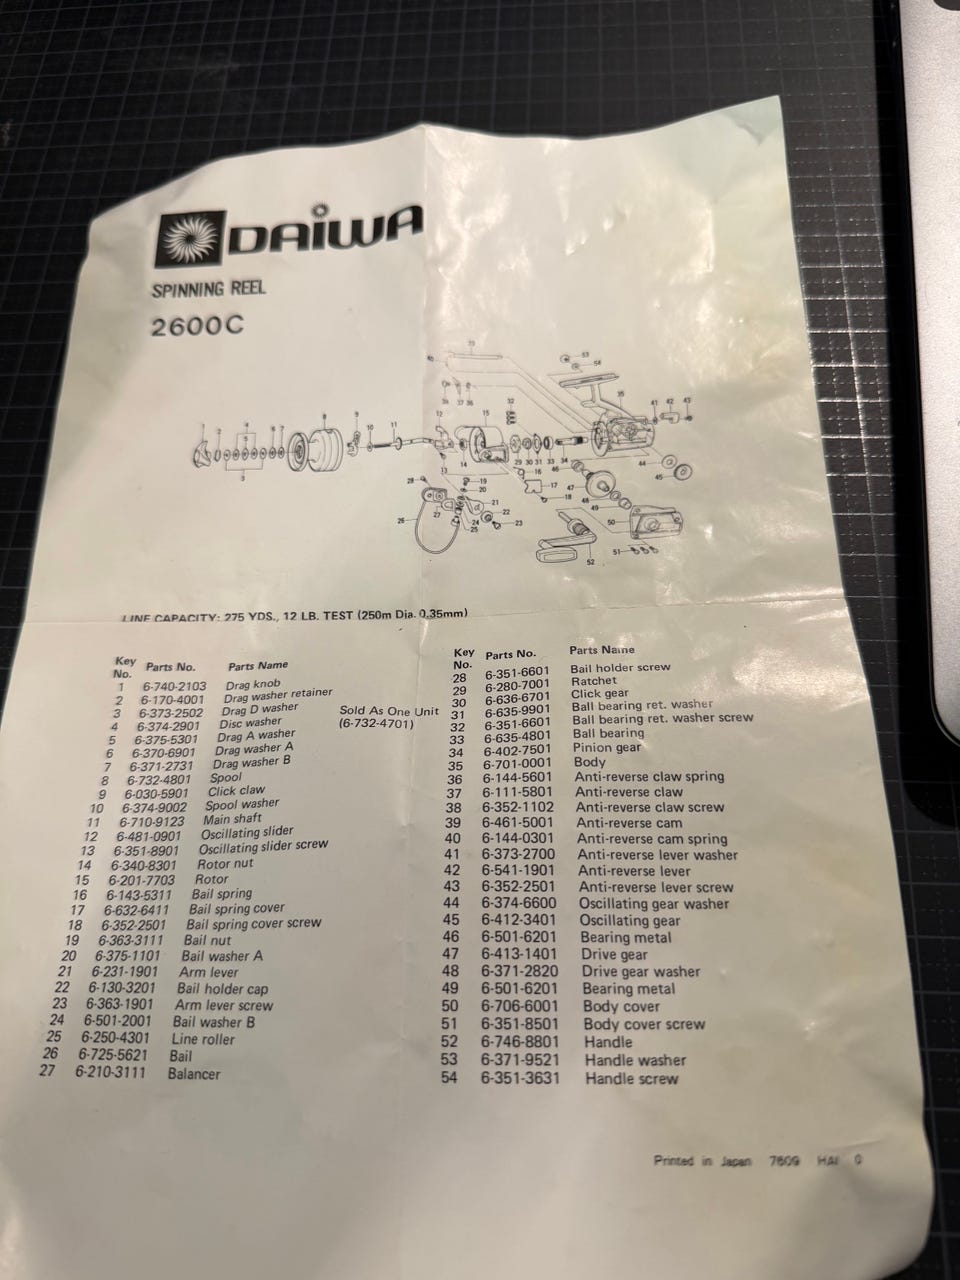 DAIWA
SPINNING REEL
2600C
LINE CAPACITY: 275 YDS., 12 LB. TEST (250m Dia. 0.35mm)
Key No. Parts No. Parts Name
1 6-740-2103 Drag knob
2 6-170-4001 Drag washer retainer
3 6-373-2502 Drag D washer
4 6-374-2901 Disc washer
5 6-375-5301 Drag A washer
6 6-370-6901 Drag washer A
7 6-371-2731 Drag washer B
Sold As One Unit
(6-732-4701)
8 6-732-4801 Spool
9 6-030-5901 Click claw
10 6-374-9002 Spool washer
11 6-710-9123 Main shaft
12 6-481-0901 Oscillating slider
13 6-351-8901 Oscillating slider screw
14 6-340-8301 Rotor nut
15 6-201-7703 Rotor
16 6-143-5311 Bail spring
17 6-632-6411 Bail spring cover
18 6-352-2501 Bail spring cover screw
19 6-363-3111 Bail nut
20 6-375-1101 Bail washer A
21 6-231-1901 Arm lever
22 6-130-3201 Bail holder cap
23 6-363-1901 Arm lever screw
24 6-501-2001 Bail washer B
25 6-250-4301 Line roller
26 6-725-5621 Bail
27 6-210-3111 Balancer
Key No. Parts No. Parts Name
28 6-351-6601 Bail holder screw
29 6-280-7001 Ratchet
30 6-636-6701 Click gear
31 6-635-9901 Ball bearing ret. washer
32 6-351-6601 Ball bearing ret. washer screw
33 6-635-4801 Ball bearing
34 6-402-7501 Pinion gear
35 6-701-0001 Body
36 6-144-5601 Anti-reverse claw spring
37 6-111-5801 Anti-reverse claw
38 6-352-1102 Anti-reverse claw screw
39 6-461-5001 Anti-reverse cam
40 6-144-0301 Anti-reverse cam spring
41 6-373-2700 Anti-reverse lever washer
42 6-541-1901 Anti-reverse lever
43 6-352-2501 Anti-reverse lever screw
44 6-374-6600 Oscillating gear washer
45 6-412-3401 Oscillating gear
46 6-501-6201 Bearing metal
47 6-413-1401 Drive gear
48 6-371-2820 Drive gear washer
49 6-501-6201 Bearing metal
50 6-706-6001 Body cover
51 6-351-8501 Body cover screw
52 6-746-8801 Handle
53 6-371-9521 Handle washer
54 6-351-3631 Handle screw
Printed in Japan 7609 HAI